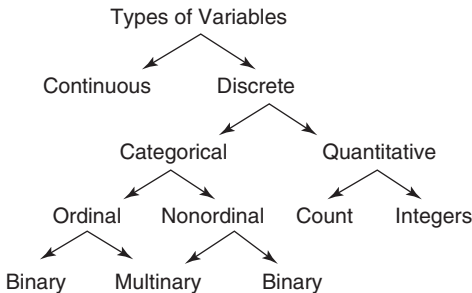 Types of Variables
Continuous Discrete
Categorical Quantitative
Ordinal Nonordinal Count Integers
Binary Multinary Binary